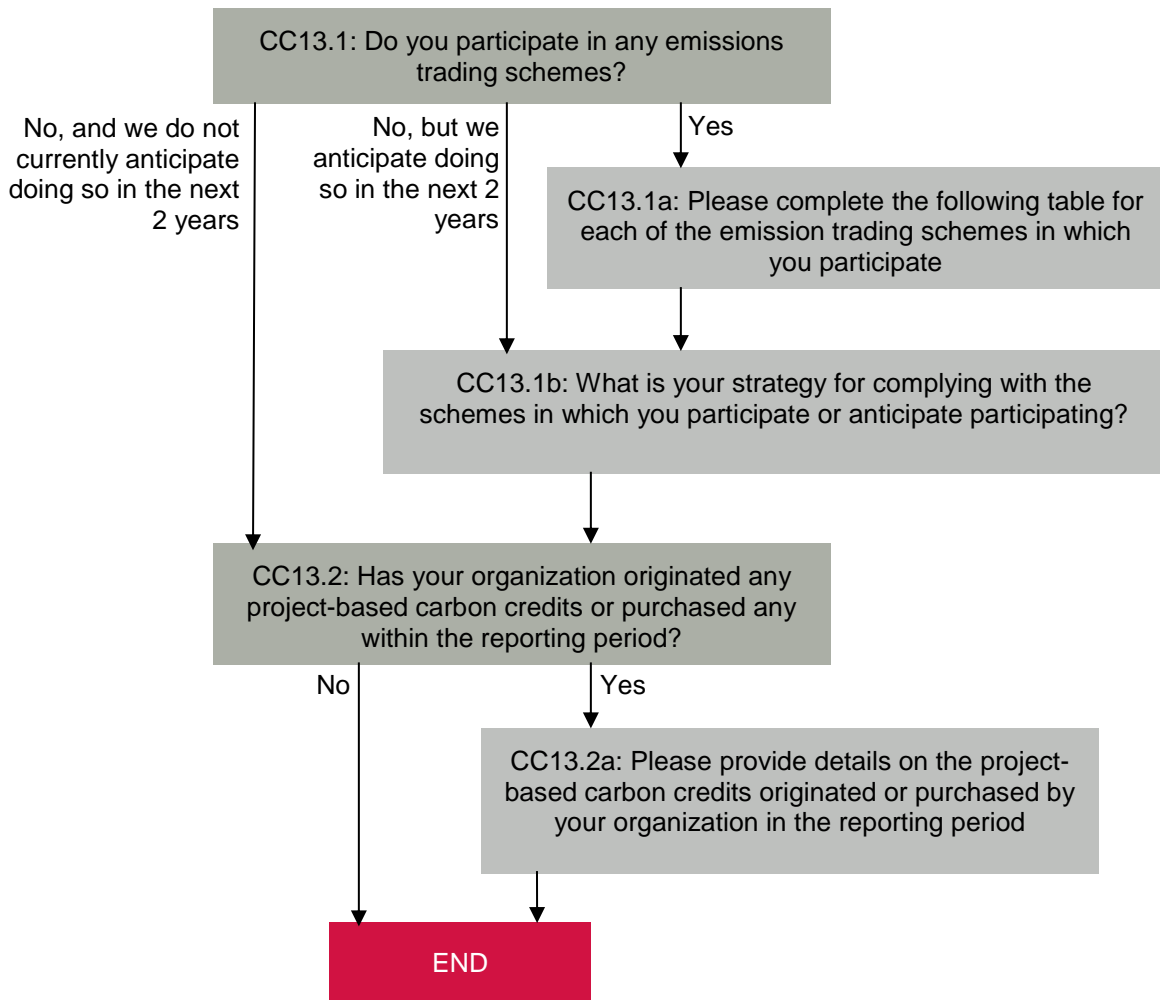 CC13.1: Do you participate in any emissions
trading schemes?
No, and we do not
currently anticipate
doing so in the next
2 years
No, but we
anticipate doing
so in the next 2
years
Yes
CC13.1a: Please complete the following table for
each of the emission trading schemes in which
you participate
CC13.1b: What is your strategy for complying with the
schemes in which you participate or anticipate participating?
CC13.2: Has your organization originated any
project-based carbon credits or purchased any
within the reporting period?
No
Yes
CC13.2a: Please provide details on the project-
based carbon credits originated or purchased by
your organization in the reporting period
END